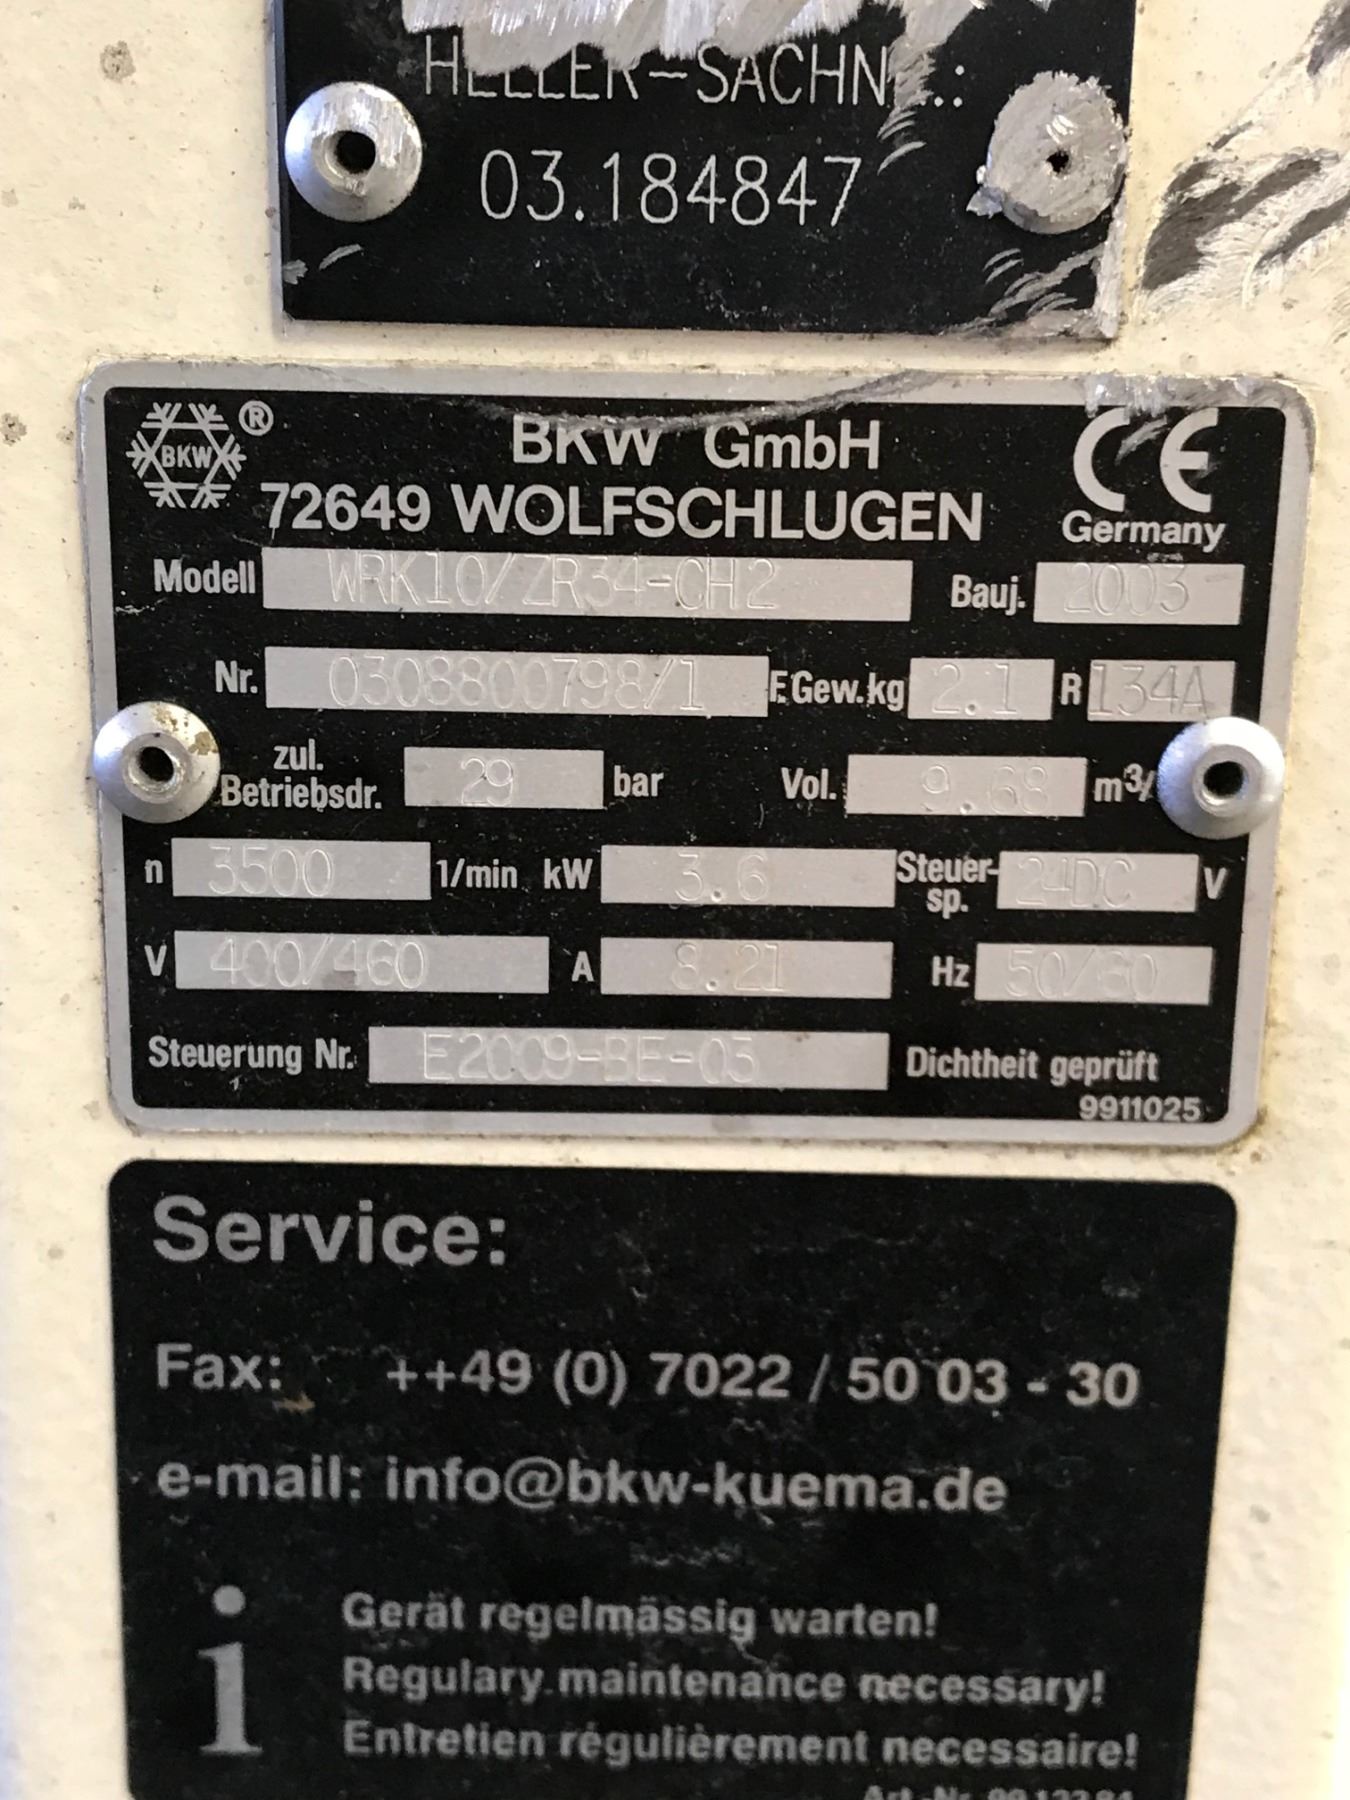 HELLER-SACHN .:
03.184847
BKW ®
BKW GmbH
72649 WOLFSCHLUGEN
CE
Germany
Modell WRK10/ZR34-CH2 Bauj. 2003
Nr. 0308800798/1 F.Gew.kg 2.1 R 134A
zul. Betriebsdr. 29 bar Vol. 9.68 m³/
n 3500 1/min kW 3.6 Steuer-sp. 24DC V
V 400/460 A 8.21 Hz 50/60
Steuerung Nr. E2009-BE-03 Dichtheit geprüft
9911025
Service:
Fax: ++49 (0) 7022 / 50 03 - 30
e-mail: info@bkw-kuema.de
i
Gerät regelmässig warten!
Regulary maintenance necessary!
Entretien régulièrement necessaire!